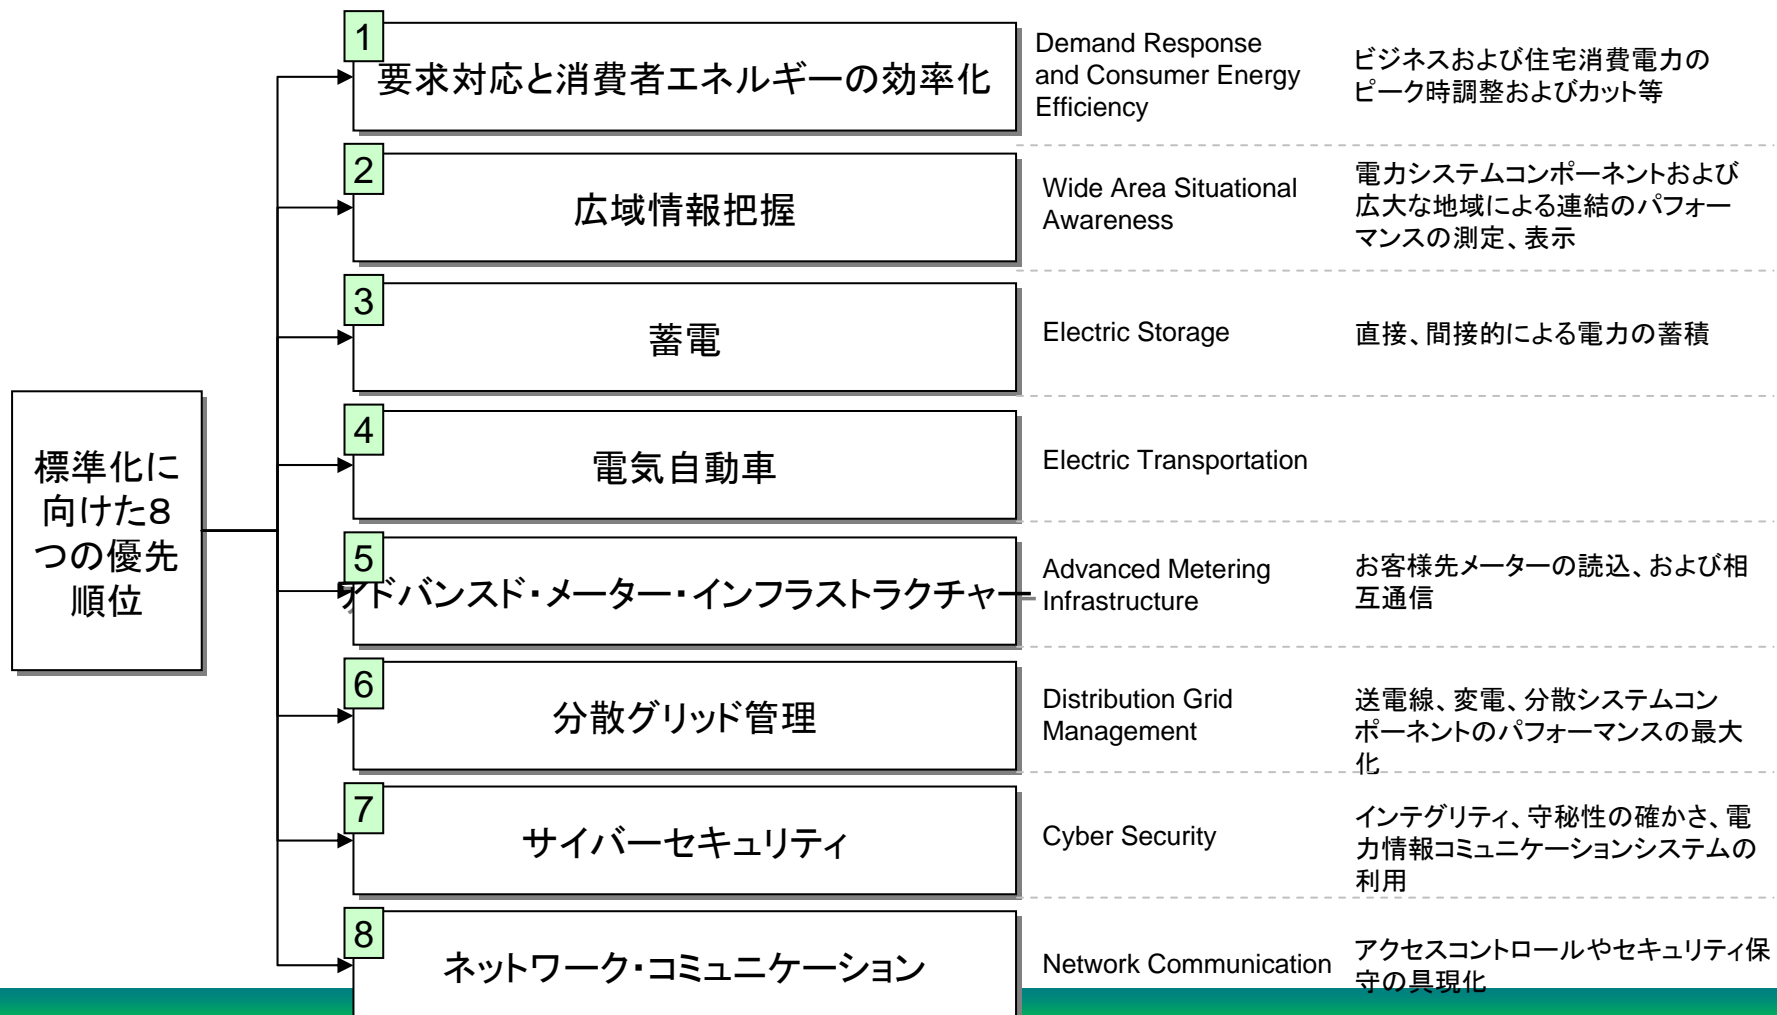 標準化に
向けた8
つの優先
順位
1
要求対応と消費者エネルギーの効率化
Demand Response
and Consumer Energy
Efficiency
ビジネスおよび住宅消費電力の
ピーク時調整およびカット等
2
広域情報把握
Wide Area Situational
Awareness
電力システムコンポーネントおよび
広大な地域による連結のパフォー
マンスの測定、表示
3
蓄電
Electric Storage
直接、間接的による電力の蓄積
4
電気自動車
Electric Transportation
5
アドバンスド・メーター・インフラストラクチャー
Advanced Metering
Infrastructure
お客様先メーターの読込、および相
互通信
6
分散グリッド管理
Distribution Grid
Management
送電線、変電、分散システムコン
ポーネントのパフォーマンスの最大
化
7
サイバーセキュリティ
Cyber Security
インテグリティ、守秘性の確かさ、電
力情報コミュニケーションシステムの
利用
8
ネットワーク・コミュニケーション
Network Communication
アクセスコントロールやセキュリティ保
守の具現化